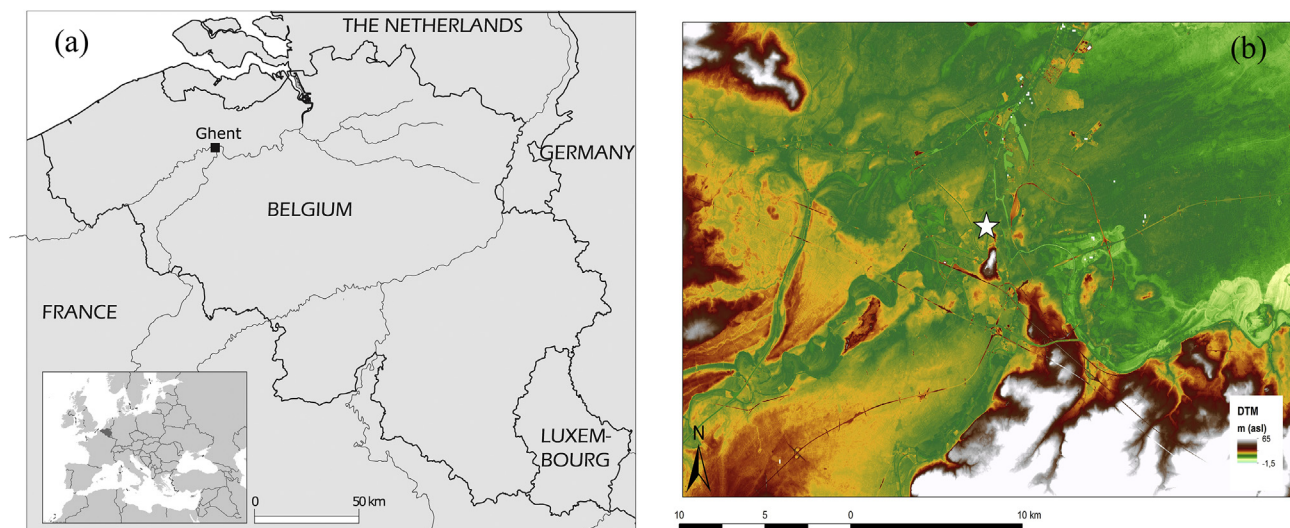 (a)
THE NETHERLANDS
Ghent
GERMANY
BELGIUM
FRANCE
LUXEM-
BOURG
0 50 km
(b)
N
DTM
m (asl)
65
-1,5
10 5 0 10 km